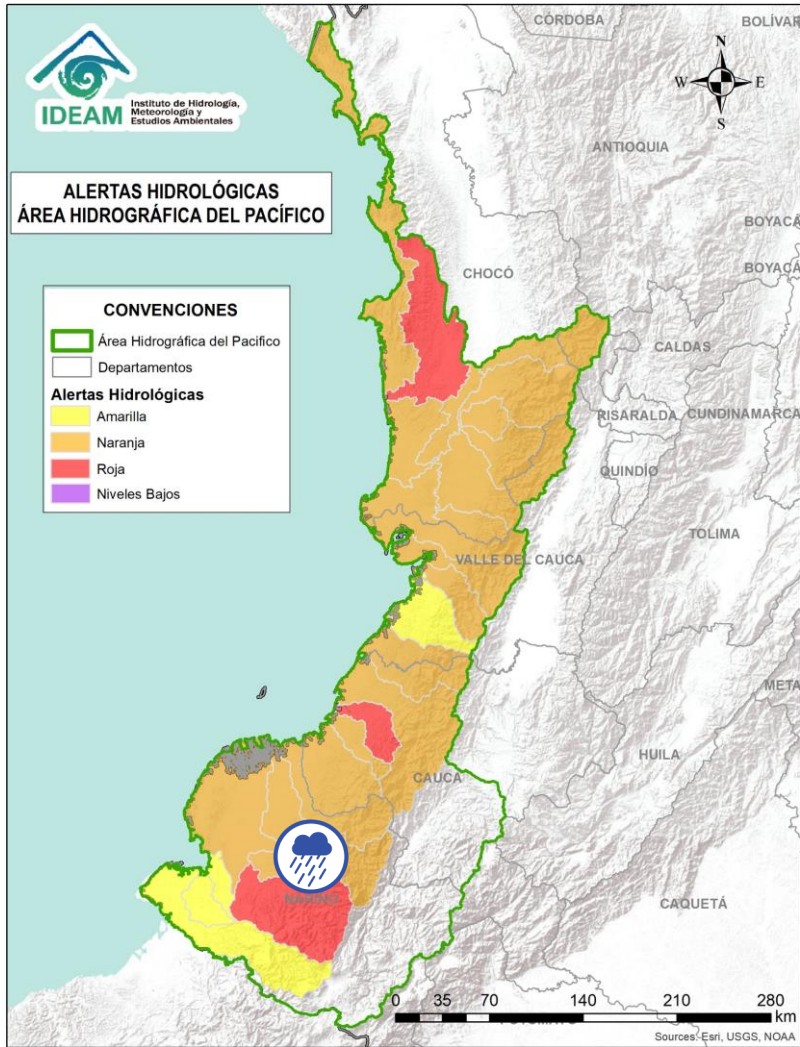 IDEAM
Instituto de Hidrología,
Meteorología y
Estudios Ambientales
ALERTAS HIDROLÓGICAS
ÁREA HIDROGRÁFICA DEL PACÍFICO
CONVENCIONES
Área Hidrográfica del Pacifico
Departamentos
Alertas Hidrológicas
Amarilla
Naranja
Roja
Niveles Bajos
N
W E
S
CÓRDOBA
BOLÍVAR
ANTIOQUIA
BOYACÁ
BOYACÁ
CHOCÓ
CALDAS
RISARALDA
CUNDINAMARCA
QUINDÍO
TOLIMA
VALLE DEL CAUCA
META
HUILA
CAUCA
NARIÑO
CAQUETÁ
0 35 70 140 210 280
km
Sources: Esri, USGS, NOAA